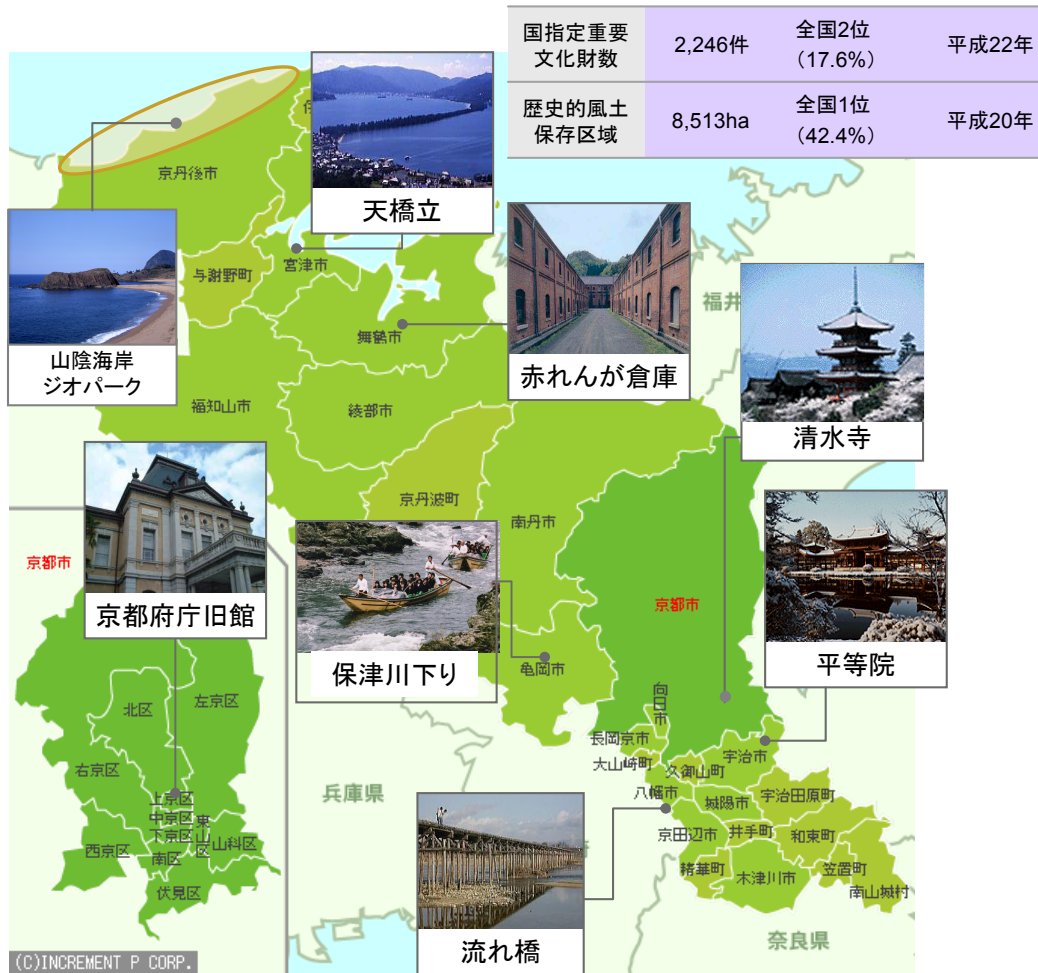 国指定重要
文化財数
2,246件
全国2位
(17.6%)
平成22年
歴史的風土
保存区域
8,513ha
全国1位
(42.4%)
平成20年
京丹後市
伊
天橋立
宮津市
与謝野町
山陰海岸
ジオパーク
舞鶴市
赤れんが倉庫
福井
清水寺
福知山市
綾部市
京丹波町
南丹市
京都市
京都府庁旧館
保津川下り
亀岡市
京都市
平等院
向日市
長岡京市
大山崎町
久御山町
宇治市
八幡市
城陽市
宇治田原町
京田辺市
井手町
和束町
精華町
木津川市
笠置町
南山城村
北区
左京区
右京区
上京区
中京区
下京区
東山区
山科区
西京区
南区
伏見区
兵庫県
流れ橋
奈良県
(C)INCREMENT P CORP.